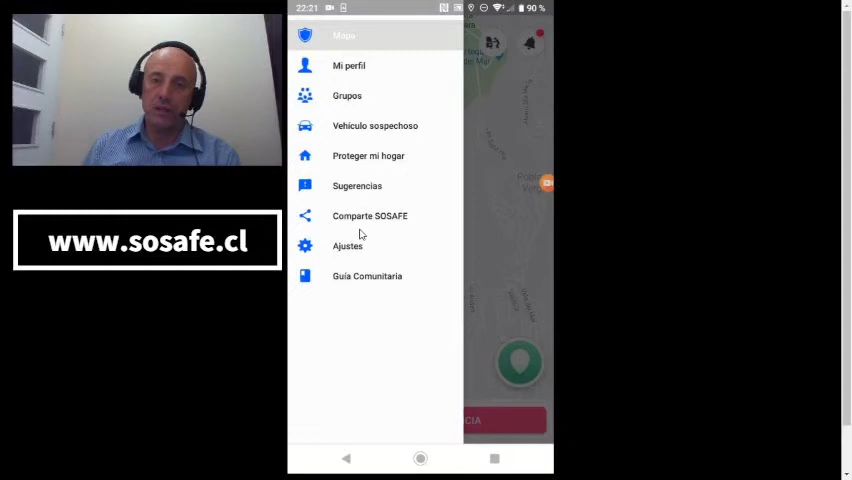 22:21
90 %
Mapa
Mi perfil
Grupos
Vehículo sospechoso
Proteger mi hogar
Sugerencias
Comparte SOSAFE
Ajustes
Guía Comunitaria
www.sosafe.cl
CIA